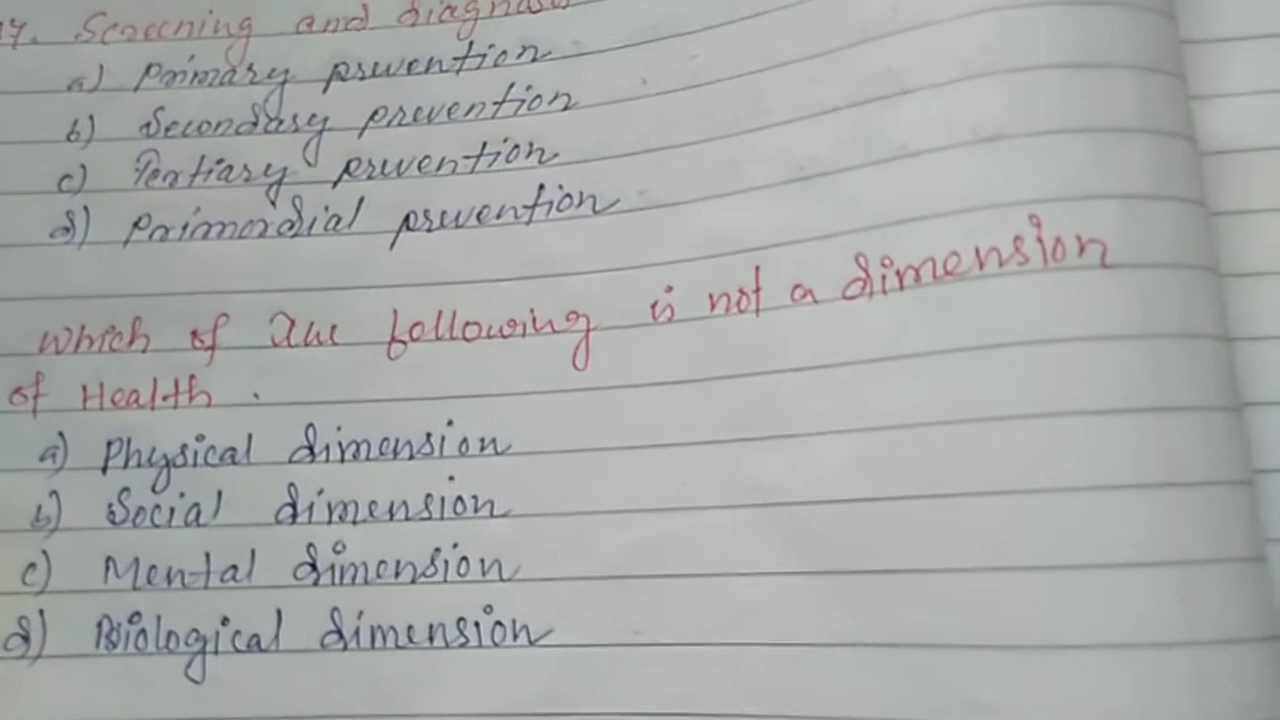 17. Screening and diagnosis
a) Primary prevention
b) Secondary prevention
c) Tertiary prevention
d) Primordial prevention
which of the following is not a dimension
of Health .
a) Physical dimension
b) Social dimension
c) Mental dimension
d) Biological dimension